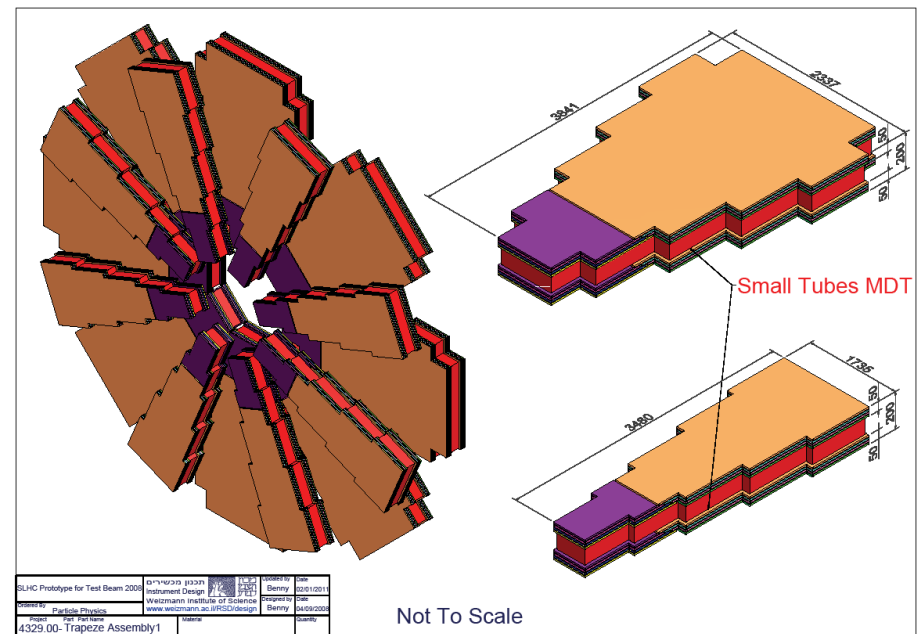 3841
2337
50
200
50
Small Tubes MDT
3480
1735
50
200
50
SLHC Prototype for Test Beam 2008
תכנון מכשירים
Instrument Design
Weizmann Institute of Science
www.weizmann.ac.il/RSD/design
Updated by
Benny
Date
02/01/2011
Designed by
Benny
Date
04/09/2008
Ordered By
Particle Physics
Project
Part
Part Name
4329.00- Trapeze Assembly1
Material
Quantity
Not To Scale